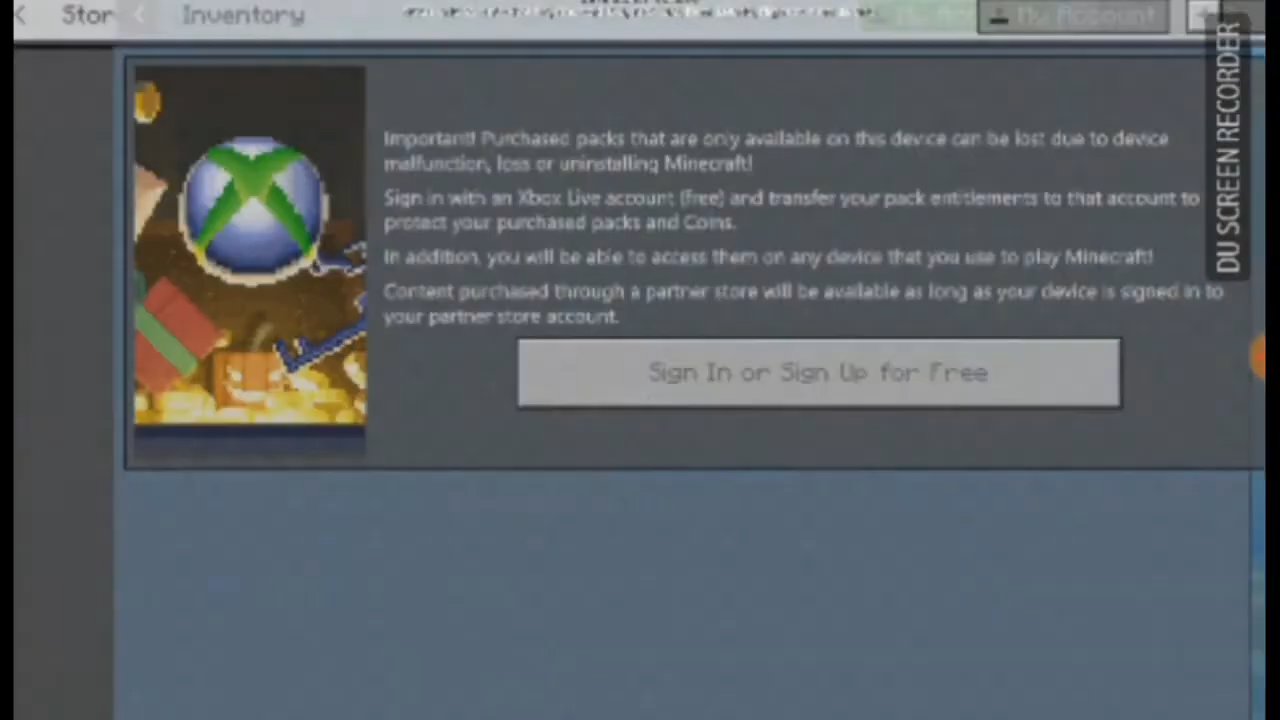 Stor
Inventory
My Account
Important! Purchased packs that are only available on this device can be lost due to device
malfunction, loss or uninstalling Minecraft!
Sign in with an Xbox Live account (free) and transfer your pack entitlements to that account to
protect your purchased packs and Coins.
In addition, you will be able to access them on any device that you use to play Minecraft!
Content purchased through a partner store will be available as long as your device is signed in to
your partner store account.
Sign In or Sign Up for Free
DU SCREEN RECORDER